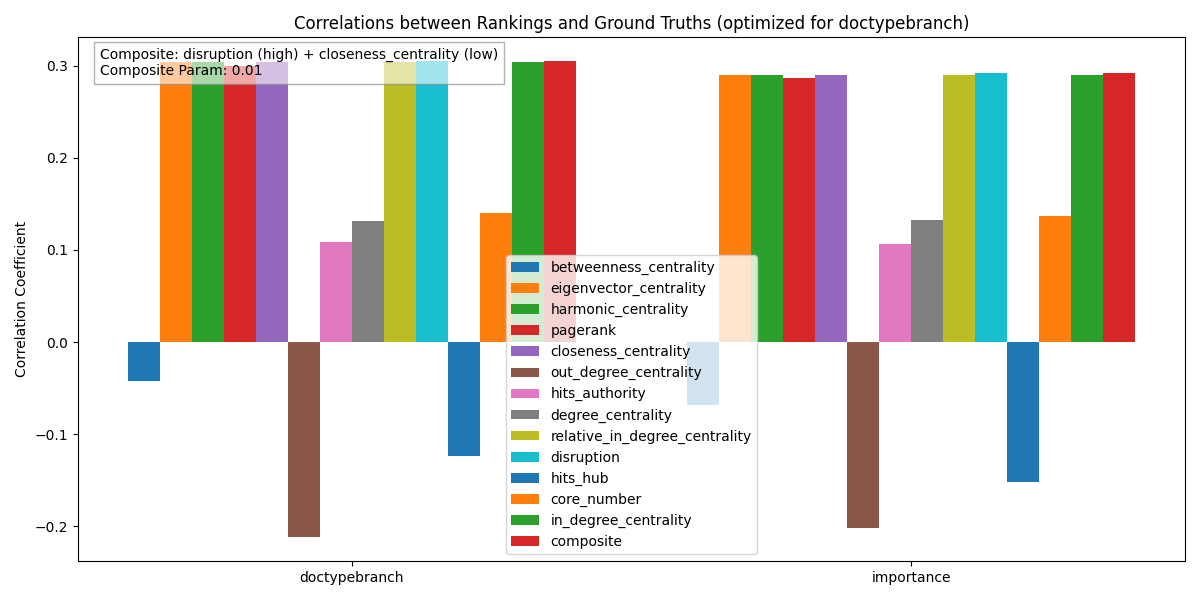 Correlations between Rankings and Ground Truths (optimized for doctypebranch)
Composite: disruption (high) + closeness_centrality (low)
Composite Param: 0.01
Correlation Coefficient
0.3
0.2
0.1
0.0
−0.1
−0.2
betweenness_centrality
eigenvector_centrality
harmonic_centrality
pagerank
closeness_centrality
out_degree_centrality
hits_authority
degree_centrality
relative_in_degree_centrality
disruption
hits_hub
core_number
in_degree_centrality
composite
doctypebranch
importance